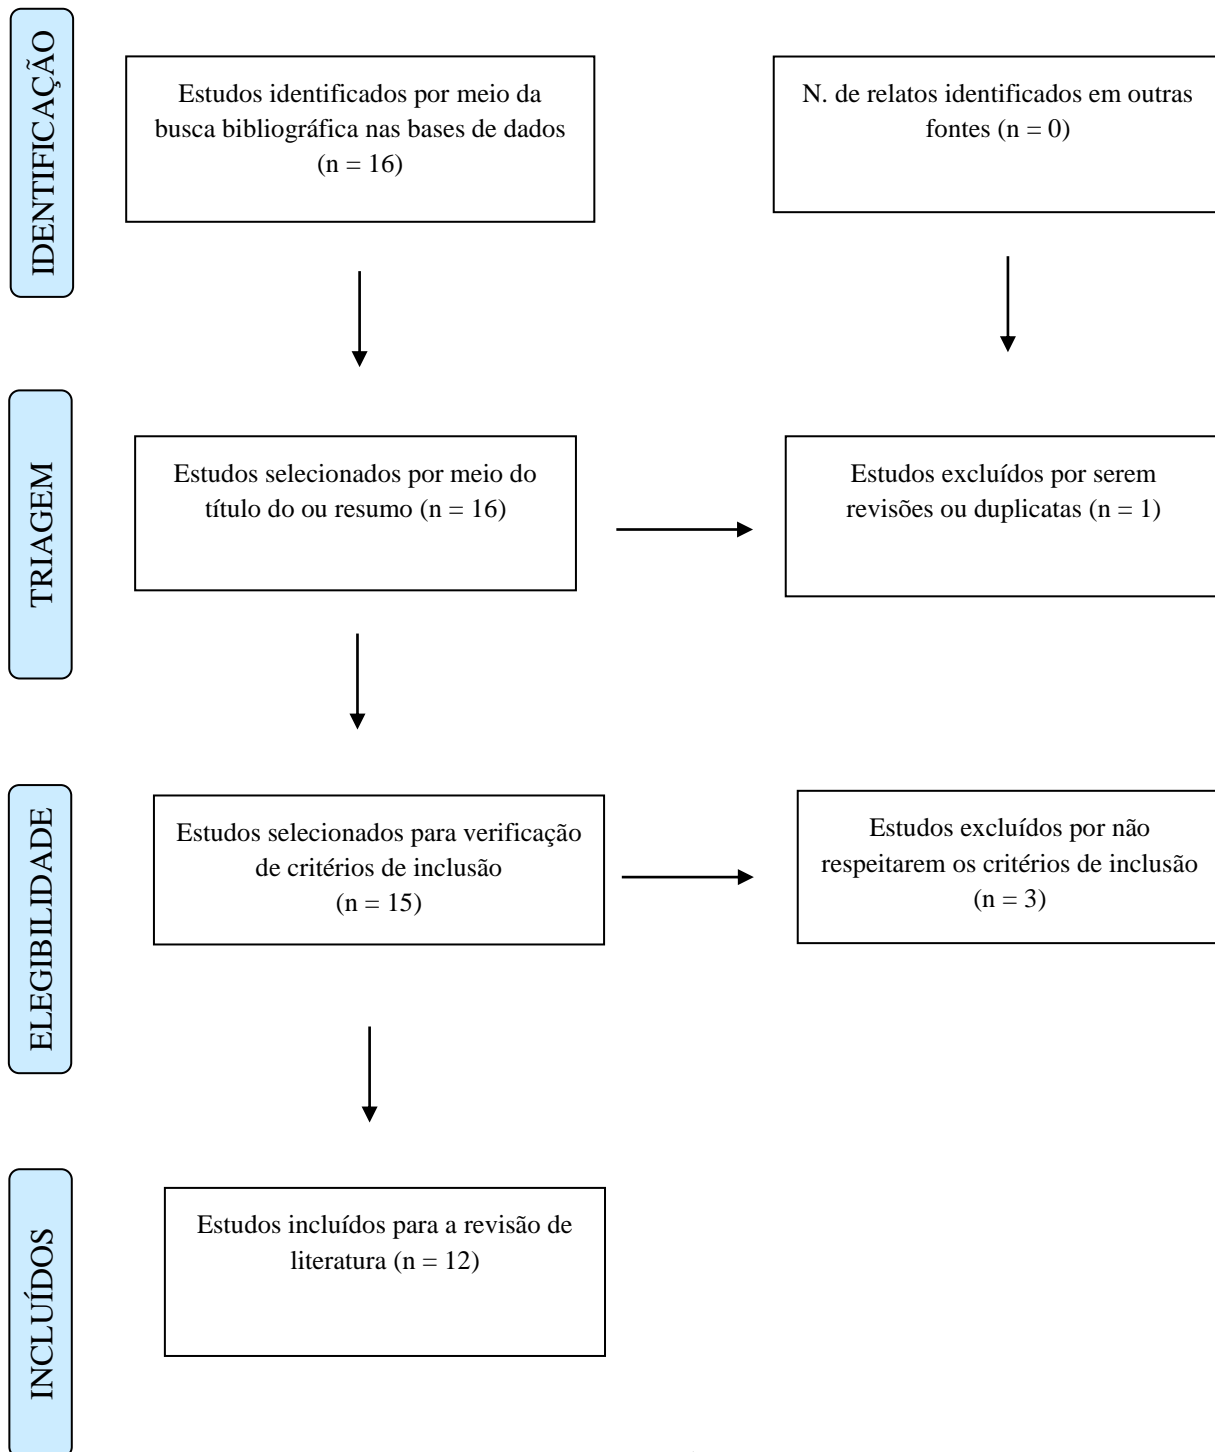 IDENTIFICAÇÃO
Estudos identificados por meio da
busca bibliográfica nas bases de dados
(n = 16)
N. de relatos identificados em outras
fontes (n = 0)
TRIAGEM
Estudos selecionados por meio do
título do ou resumo (n = 16)
Estudos excluídos por serem
revisões ou duplicatas (n = 1)
ELEGIBILIDADE
Estudos selecionados para verificação
de critérios de inclusão
(n = 15)
Estudos excluídos por não
respeitarem os critérios de inclusão
(n = 3)
INCLUÍDOS
Estudos incluídos para a revisão de
literatura (n = 12)